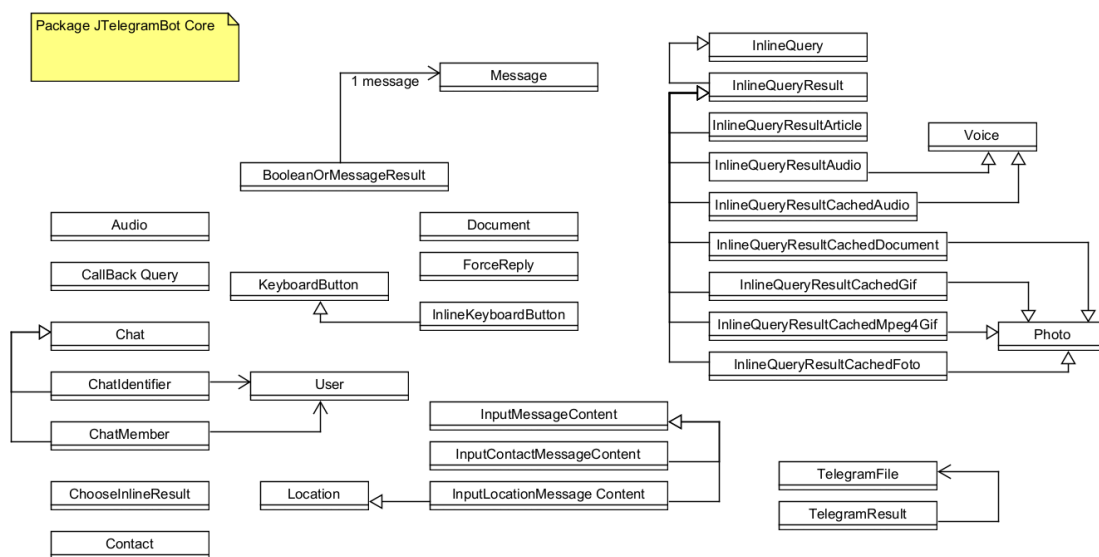 Package JTelegramBot Core
1 message
Message
BooleanOrMessageResult
Audio
CallBack Query
Chat
ChatIdentifier
ChatMember
ChooseInlineResult
Contact
KeyboardButton
User
Location
Document
ForceReply
InlineKeyboardButton
InputMessageContent
InputContactMessageContent
InputLocationMessage Content
InlineQuery
InlineQueryResult
InlineQueryResultArticle
InlineQueryResultAudio
InlineQueryResultCachedAudio
InlineQueryResultCachedDocument
InlineQueryResultCachedGif
InlineQueryResultCachedMpeg4Gif
InlineQueryResultCachedFoto
Voice
Photo
TelegramFile
TelegramResult